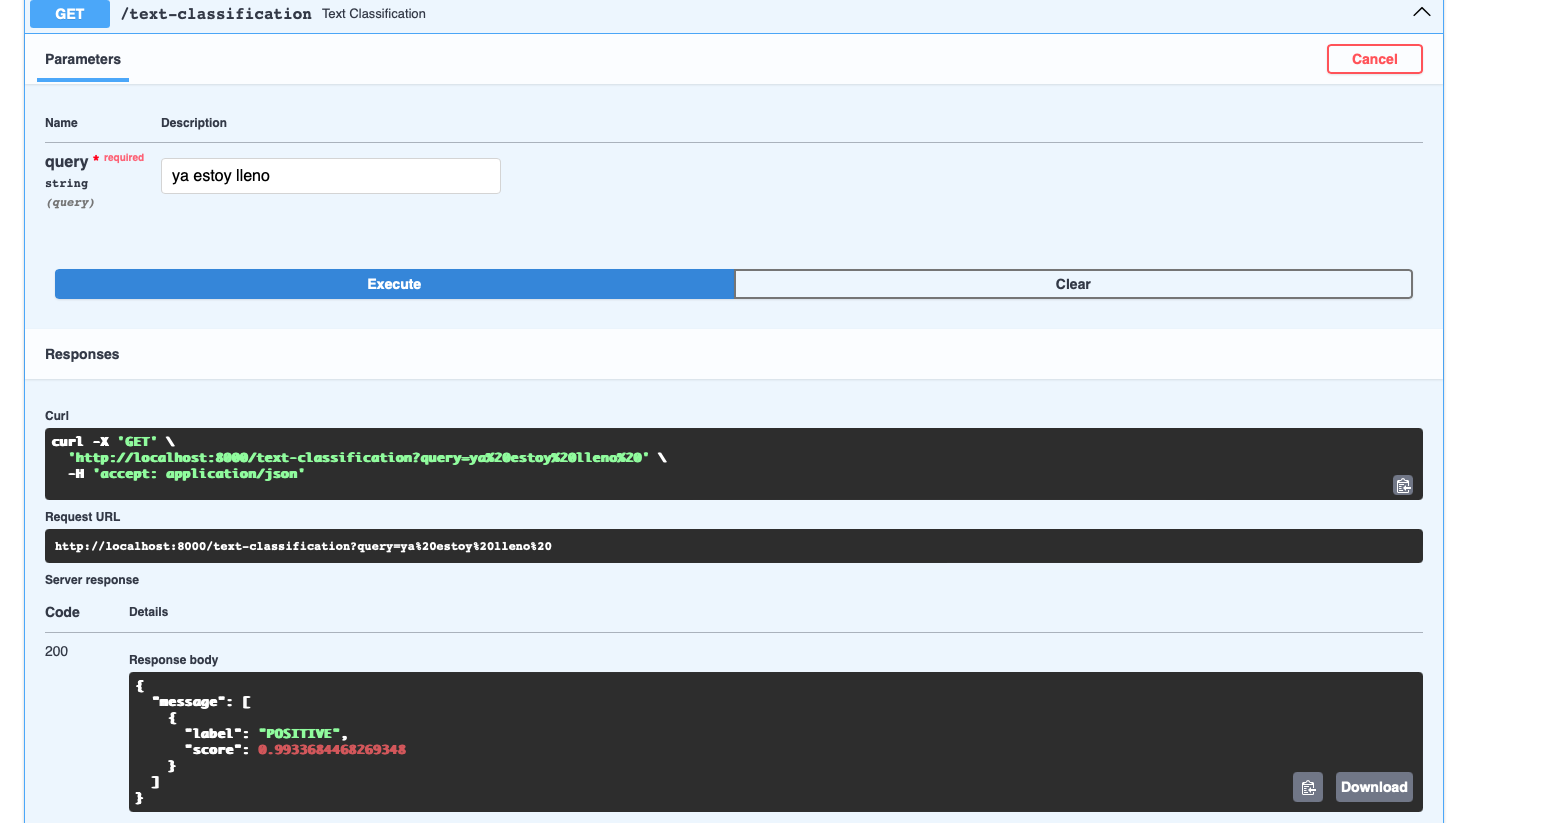 GET /text-classification Text Classification
Parameters
Cancel
Name Description
query * required
string
(query)
ya estoy lleno
Execute Clear
Responses
Curl
curl -X 'GET' \
'http://localhost:8000/text-classification?query=ya%20estoy%20lleno%20' \
-H 'accept: application/json'
Request URL
http://localhost:8000/text-classification?query=ya%20estoy%20lleno%20
Server response
Code Details
200
Response body
{
"message": [
{
"label": "POSITIVE",
"score": 0.9933684468269348
}
]
}
Download